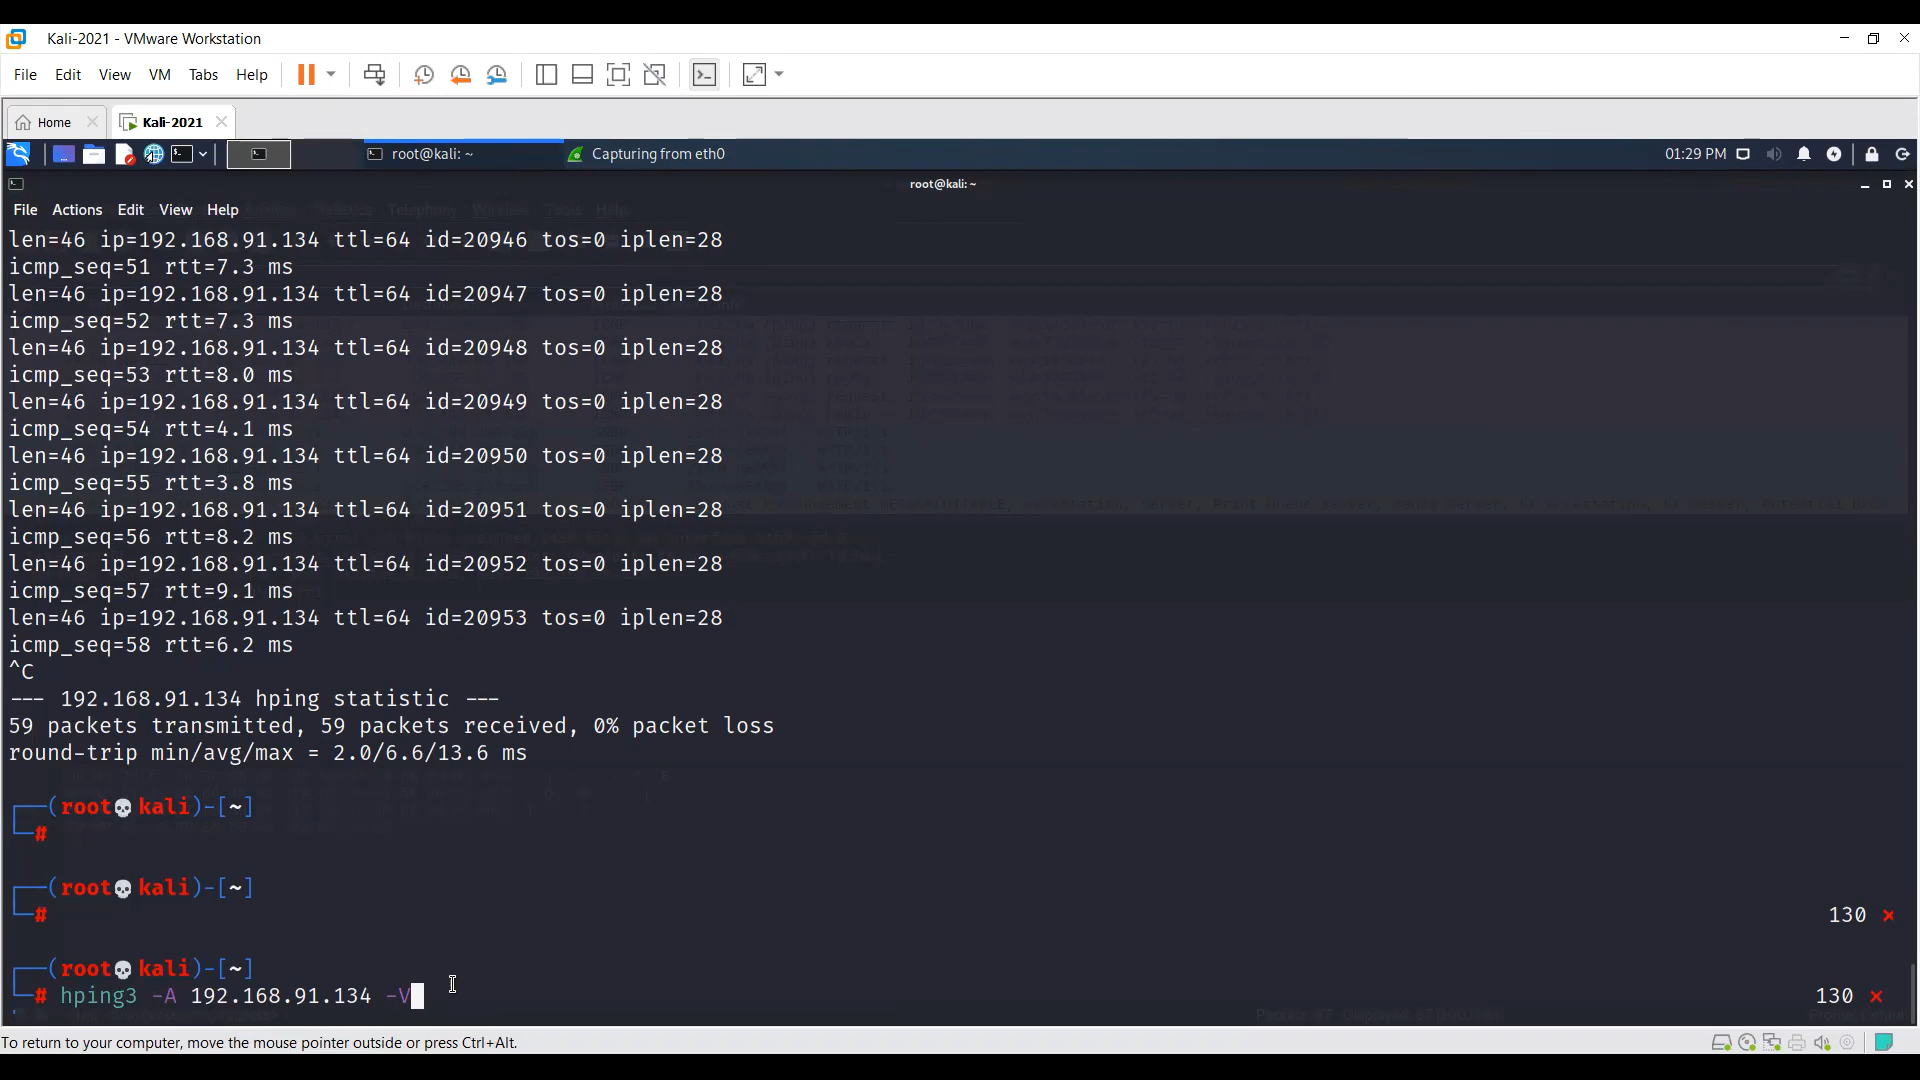 Kali-2021 - VMware Workstation
File Edit View VM Tabs Help
Home Kali-2021
root@kali: ~ Capturing from eth0 01:29 PM
root@kali: ~
File Actions Edit View Help
len=46 ip=192.168.91.134 ttl=64 id=20946 tos=0 iplen=28
icmp_seq=51 rtt=7.3 ms
len=46 ip=192.168.91.134 ttl=64 id=20947 tos=0 iplen=28
icmp_seq=52 rtt=7.3 ms
len=46 ip=192.168.91.134 ttl=64 id=20948 tos=0 iplen=28
icmp_seq=53 rtt=8.0 ms
len=46 ip=192.168.91.134 ttl=64 id=20949 tos=0 iplen=28
icmp_seq=54 rtt=4.1 ms
len=46 ip=192.168.91.134 ttl=64 id=20950 tos=0 iplen=28
icmp_seq=55 rtt=3.8 ms
len=46 ip=192.168.91.134 ttl=64 id=20951 tos=0 iplen=28
icmp_seq=56 rtt=8.2 ms
len=46 ip=192.168.91.134 ttl=64 id=20952 tos=0 iplen=28
icmp_seq=57 rtt=9.1 ms
len=46 ip=192.168.91.134 ttl=64 id=20953 tos=0 iplen=28
icmp_seq=58 rtt=6.2 ms
^C
--- 192.168.91.134 hping statistic ---
59 packets transmitted, 59 packets received, 0% packet loss
round-trip min/avg/max = 2.0/6.6/13.6 ms
(root💀kali)-[~]
#
(root💀kali)-[~]
# 130 ⨯
(root💀kali)-[~]
# hping3 -A 192.168.91.134 -V 130 ⨯
To return to your computer, move the mouse pointer outside or press Ctrl+Alt.